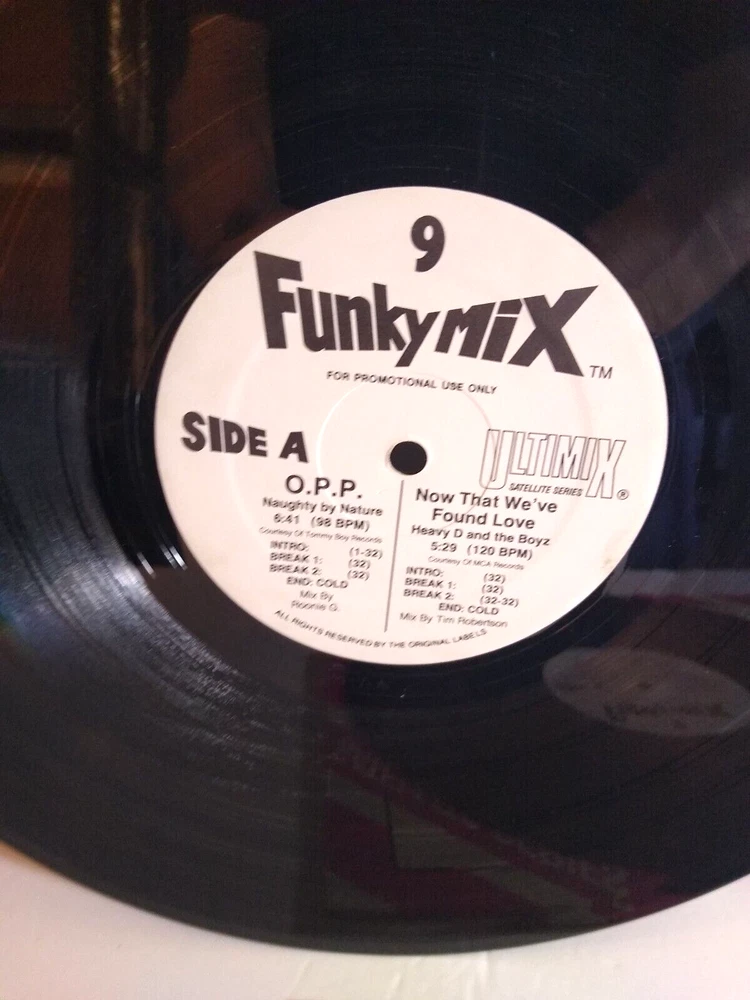 9
Funky Mix TM
FOR PROMOTIONAL USE ONLY
SIDE A
ULTIMIX ®
SATELLITE SERIES
O.P.P.
Naughty by Nature
6:41 (98 BPM)
Courtesy Of Tommy Boy Records
INTRO: (1-32)
BREAK 1: (32)
BREAK 2: (32)
END: COLD
Mix By
Roonie G.
Now That We've
Found Love
Heavy D and the Boyz
5:29 (120 BPM)
Courtesy Of MCA Records
INTRO: (32)
BREAK 1: (32)
BREAK 2: (32-32)
END: COLD
Mix By Tim Robertson
ALL RIGHTS RESERVED BY THE ORIGINAL LABELS